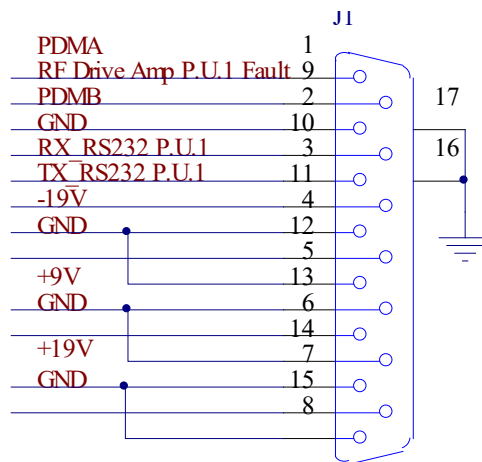 J1
PDMA 1
RF Drive Amp P.U.1 Fault 9
PDMB 2 17
GND 10
RX_RS232 P.U.1 3 16
TX_RS232 P.U.1 11
-19V 4
GND 12
5
+9V 13
GND 6
14
+19V 7
GND 15
8